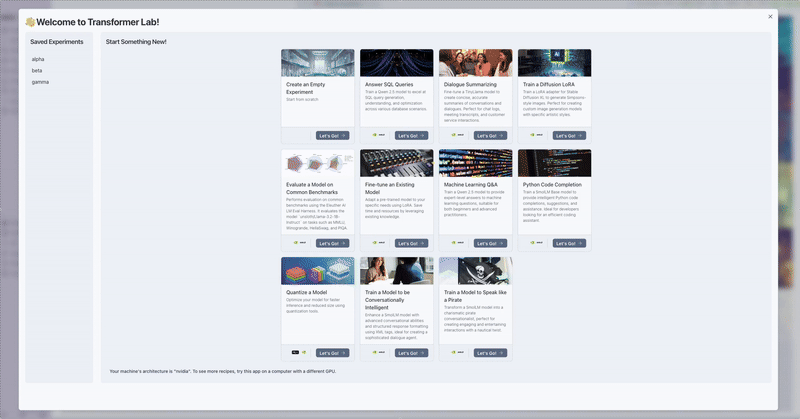 Welcome to Transformer Lab!
Saved Experiments
alpha
beta
gamma
Start Something New!
Create an Empty
Experiment
Start from scratch
Let's Go!
Answer SQL Queries
Train a Qwen 2.5 model to excel at
SQL query generation,
understanding, and optimization
across various database scenarios
Let's Go!
Dialogue Summarizing
Fine-tune a TinyLlama model to
create concise, accurate
summaries of conversations and
dialogues. Perfect for chat logs,
meeting transcripts, and customer
service interactions.
Let's Go!
Train a Diffusion LoRA
Train a LoRA adapter for Stable
Diffusion XL to generate Simpsons-
style images. Perfect for creating
custom image generation models
with specific artistic styles
Let's Go!
Evaluate a Model on
Common Benchmarks
Performs evaluation on common
benchmarks using the Eleuther AI
LM Eval Harness. It evaluates the
model
on tasks such as MMLU,
Winogrande, HellaSwag, and PIQA
Let's Go!
Fine-tune an Existing
Model
Adapt a pre-trained model to your
specific needs using LoRA. Save
time and resources by leveraging
existing knowledge.
Let's Go!
Machine Learning Q&A
Train a Qwen 2.5 model to provide
expert-level answers to machine
learning questions, suitable for
both beginners and advanced
practitioners.
Let's Go!
Python Code Completion
Train a SmolLM Base model to
provide intelligent Python code
completion, suggestions, and
assistance. Ideal for developers
looking for an efficient coding
assistant.
Let's Go!
Quantize a Model
Optimize your model for faster
inference and reduced size using
quantization tools.
Let's Go!
Train a Model to be
Conversationally
Intelligent
Enhance a SmolLM model with
advanced conversational abilities
and structured response formatting
using XML tags, ideal for creating a
sophisticated dialogue agent.
Let's Go!
Train a Model to Speak like
a Pirate
Transform a SmolLM model into a
charismatic pirate
conversationalist, perfect for
creating engaging and entertaining
interactions with a nautical twist.
Let's Go!
Your machine's architecture is "nvidia". To see more recipes, try this app on a computer with a different GPU.